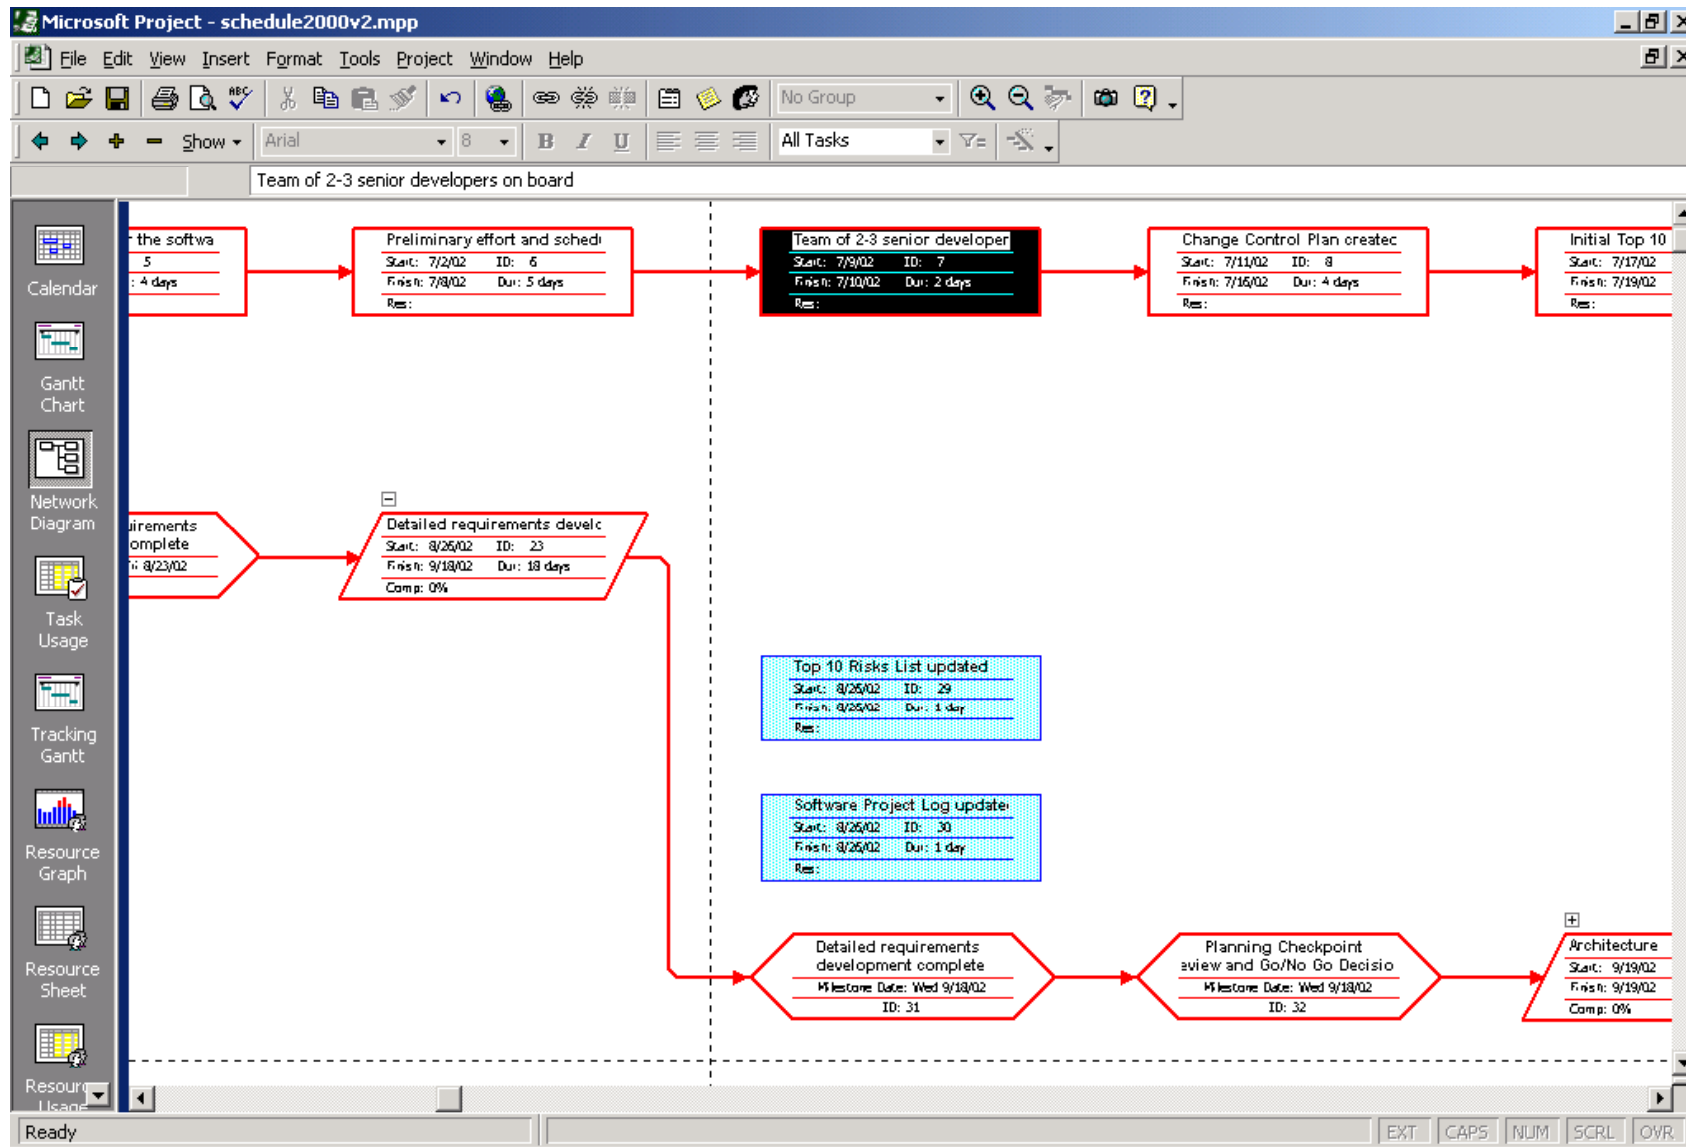 Microsoft Project - schedule2000v2.mpp
File Edit View Insert Format Tools Project Window Help
ABC No Group
Show Arial 8 B I U All Tasks
Team of 2-3 senior developers on board
Calendar
Gantt
Chart
Network
Diagram
Task
Usage
Tracking
Gantt
Resource
Graph
Resource
Sheet
Resource
Usage
the softwa
5
: 4 days
Preliminary effort and sched
Start: 7/2/02 ID: 6
Finish: 7/8/02 Dur: 5 days
Res:
Team of 2-3 senior developer
Start: 7/9/02 ID: 7
Finish: 7/10/02 Dur: 2 days
Res:
Change Control Plan created
Start: 7/11/02 ID: 8
Finish: 7/16/02 Dur: 4 days
Res:
Initial Top 10
Start: 7/17/02
Finish: 7/19/02
Res:
uirements
omplete
8/23/02
Detailed requirements develo
Start: 8/26/02 ID: 23
Finish: 9/18/02 Dur: 18 days
Comp: 0%
Top 10 Risks List updated
Start: 8/26/02 ID: 29
Finish: 8/26/02 Dur: 1 day
Res:
Software Project Log update
Start: 8/26/02 ID: 30
Finish: 8/26/02 Dur: 1 day
Res:
Detailed requirements
development complete
Milestone Date: Wed 9/18/02
ID: 31
Planning Checkpoint
eview and Go/No Go Decisio
Milestone Date: Wed 9/18/02
ID: 32
Architecture
Start: 9/19/02
Finish: 9/19/02
Comp: 0%
Ready EXT CAPS NUM SCRL OVR